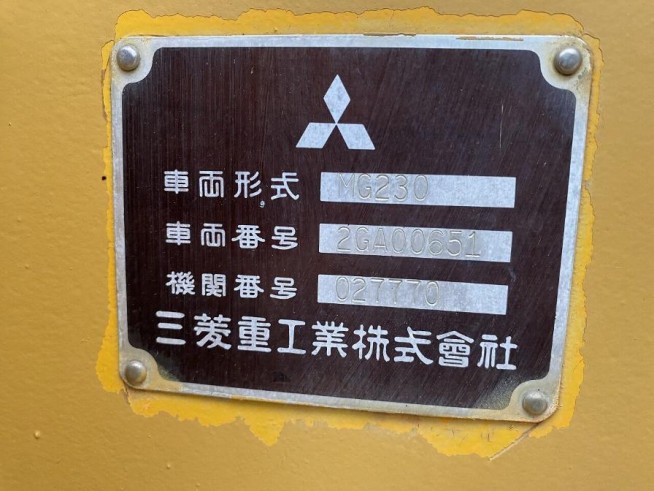 車両形式 MG230
車両番号 2GA00651
機関番号 027770
三菱重工業株式會社